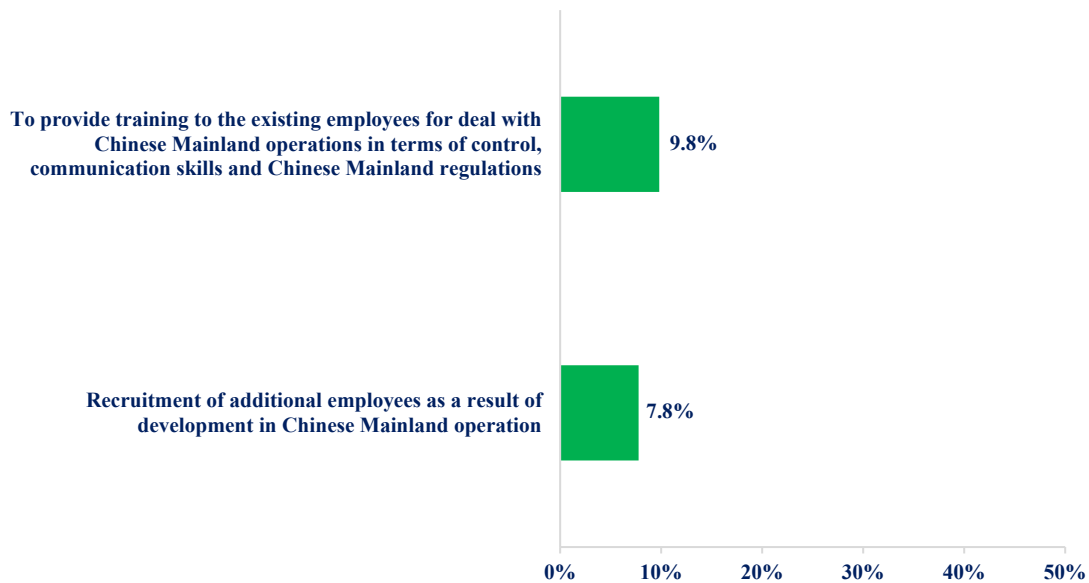 To provide training to the existing employees for deal with
Chinese Mainland operations in terms of control,
communication skills and Chinese Mainland regulations
9.8%
Recruitment of additional employees as a result of
development in Chinese Mainland operation
7.8%
0% 10% 20% 30% 40% 50%